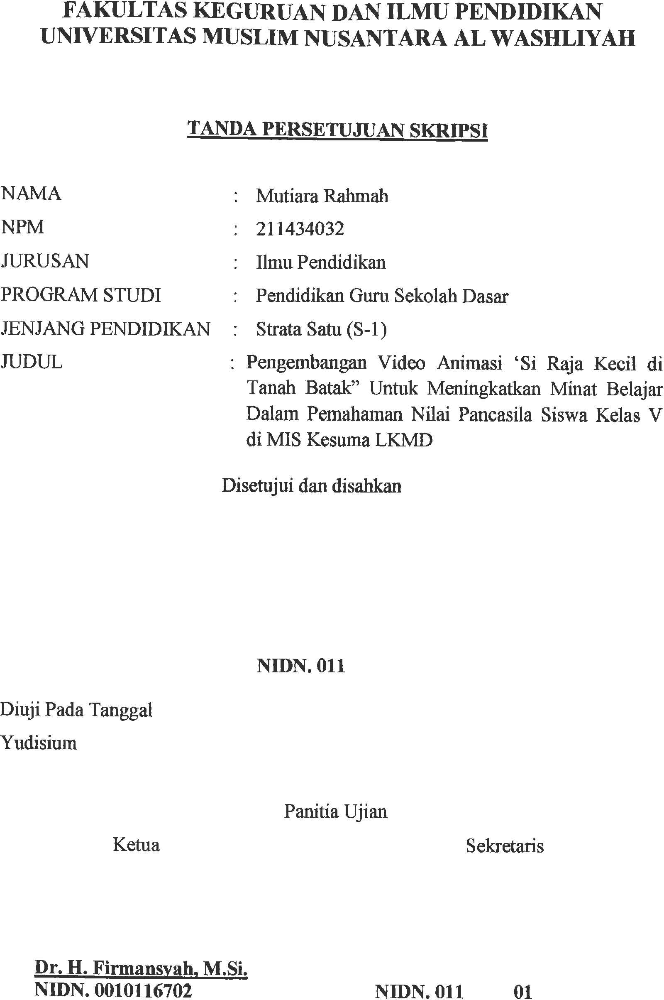 FAKULTAS KEGURUAN DAN ILMU PENDIDIKAN
UNIVERSITAS MUSLIM NUSANTARA AL WASHLIYAH
TANDA PERSETUJUAN SKRIPSI
NAMA : Mutiara Rahmah
NPM : 211434032
JURUSAN : Ilmu Pendidikan
PROGRAM STUDI : Pendidikan Guru Sekolah Dasar
JENJANG PENDIDIKAN : Strata Satu (S-1)
JUDUL : Pengembangan Video Animasi ‘Si Raja Kecil di
Tanah Batak” Untuk Meningkatkan Minat Belajar
Dalam Pemahaman Nilai Pancasila Siswa Kelas V
di MIS Kesuma LKMD
Disetujui dan disahkan
NIDN. 011
Diuji Pada Tanggal
Yudisium
Panitia Ujian
Ketua Sekretaris
Dr. H. Firmansyah, M.Si.
NIDN. 0010116702 NIDN. 011 01